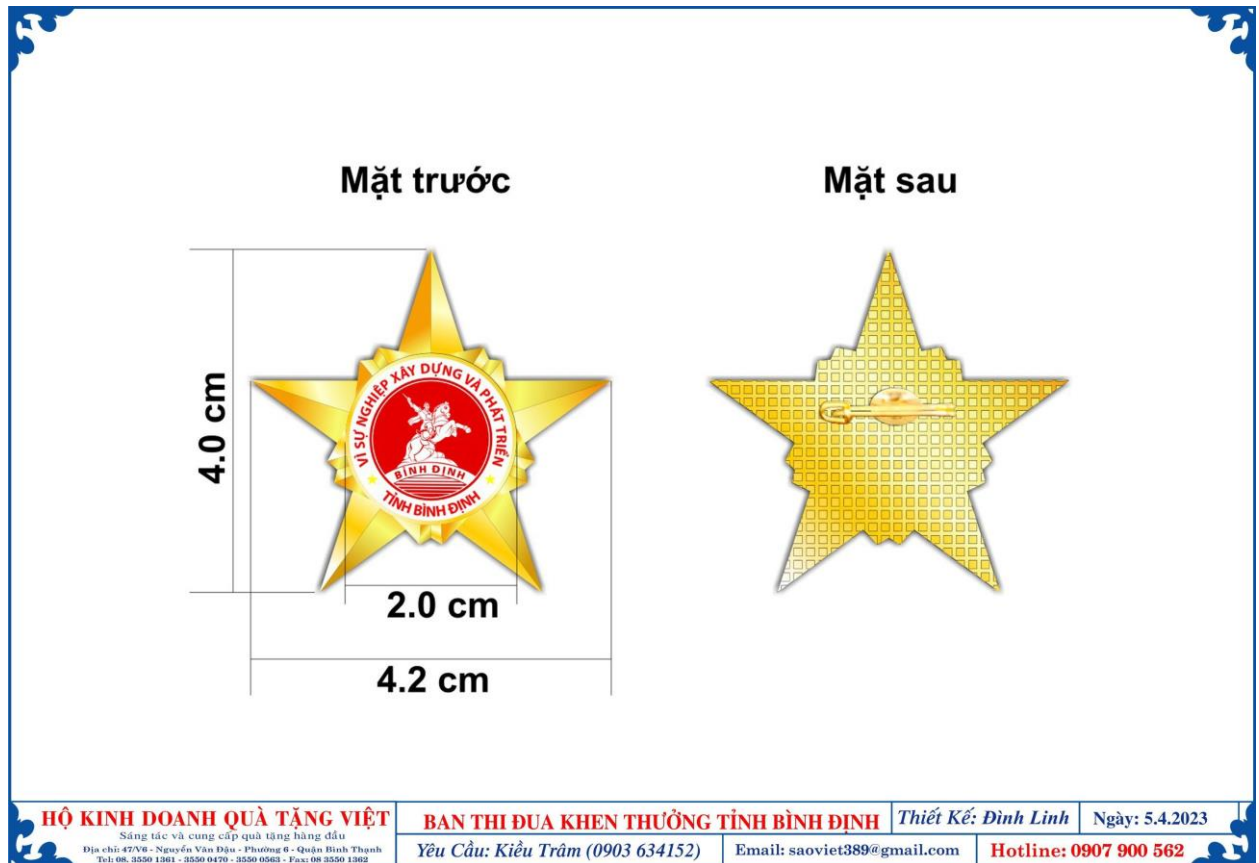 Mặt trước
Mặt sau
4.0 cm
VÌ SỰ NGHIỆP XÂY DỰNG VÀ PHÁT TRIỂN
BÌNH ĐỊNH
TỈNH BÌNH ĐỊNH
2.0 cm
4.2 cm
HỘ KINH DOANH QUÀ TẶNG VIỆT
Sáng tác và cung cấp quà tặng hàng đầu
Địa chỉ: 47/V6 - Nguyễn Văn Đậu - Phường 6 - Quận Bình Thạnh
Tel: 08. 3550 1361 - 3550 0470 - 3550 0563 - Fax: 08 3550 1362
BAN THI ĐUA KHEN THƯỞNG TỈNH BÌNH ĐỊNH
Thiết Kế: Đình Linh
Ngày: 5.4.2023
Yêu Cầu: Kiều Trâm (0903 634152)
Email: saoviet389@gmail.com
Hotline: 0907 900 562